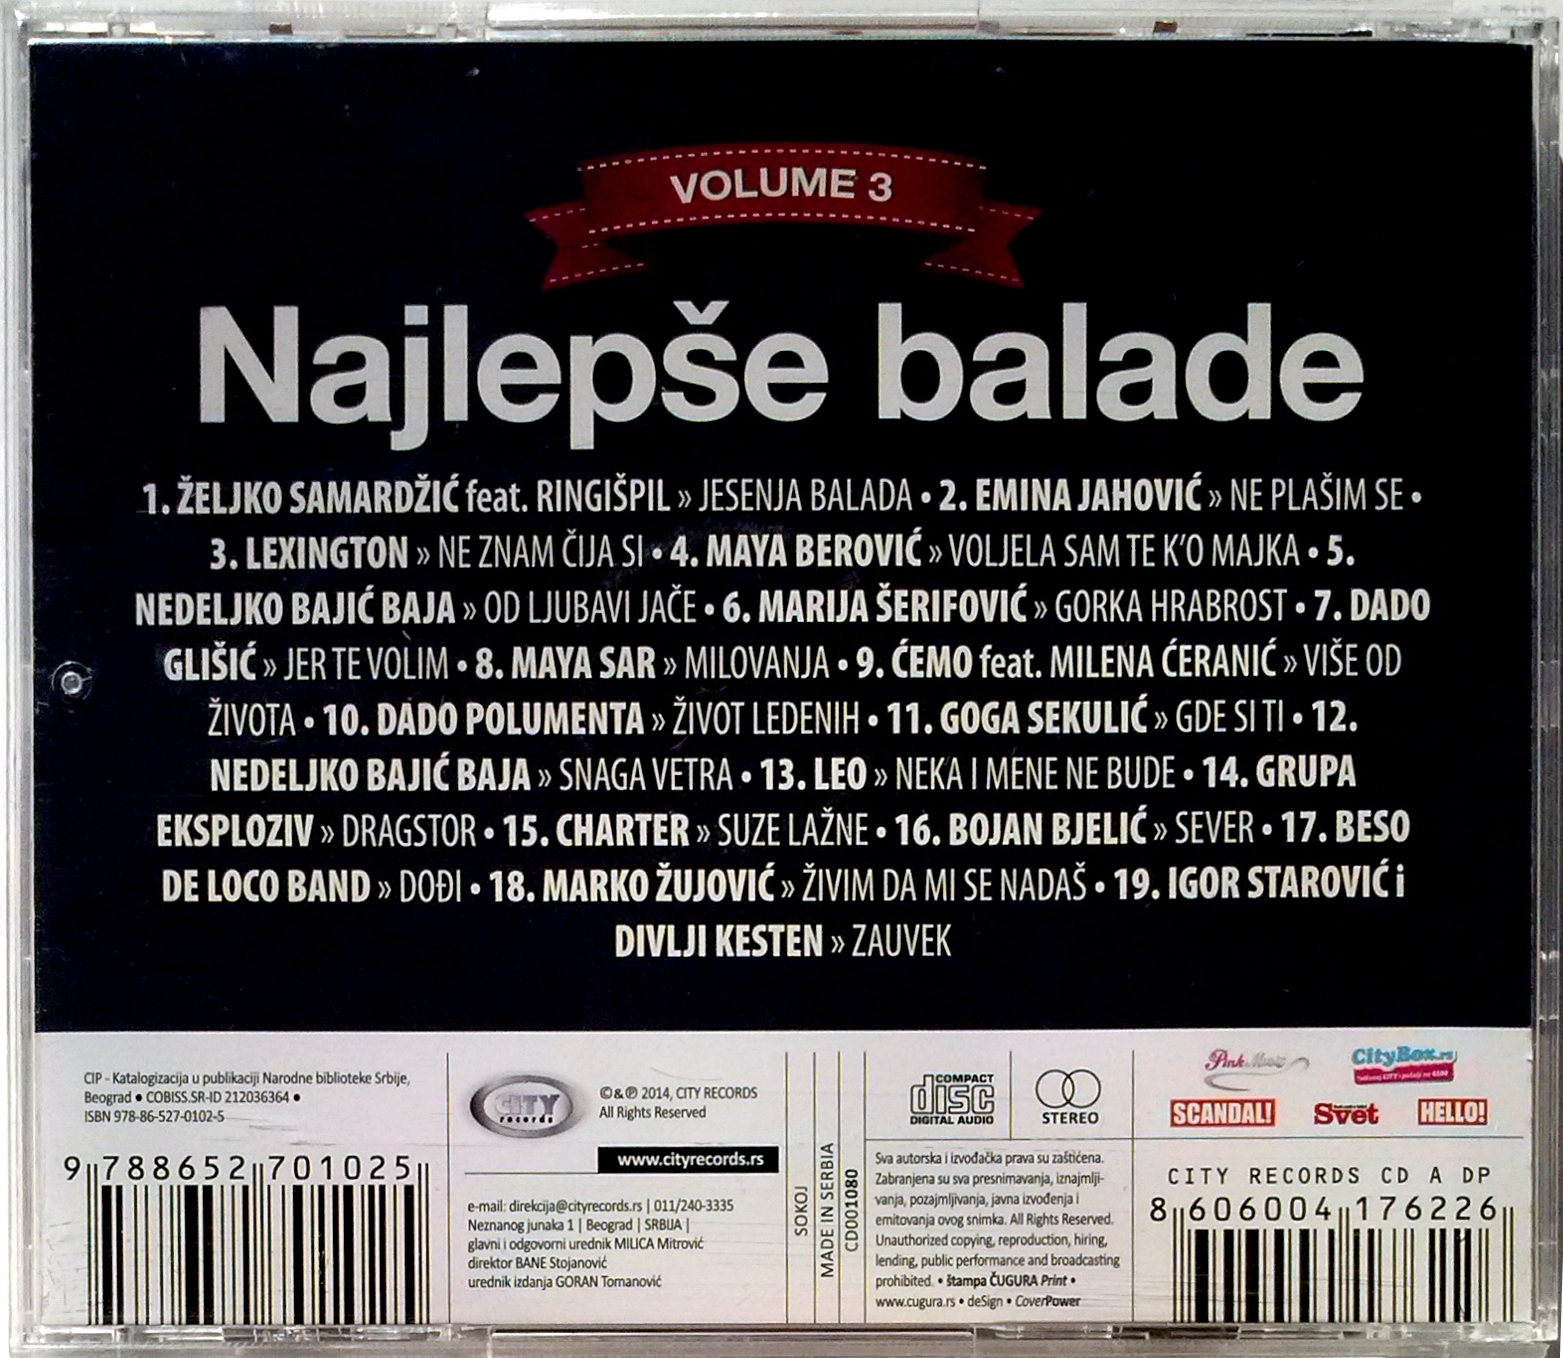 VOLUME 3
Najlepše balade
1. ŽELJKO SAMARDŽIĆ feat. RINGIŠPIL » JESENJA BALADA • 2. EMINA JAHOVIĆ » NE PLAŠIM SE •
3. LEXINGTON » NE ZNAM ČIJA SI • 4. MAYA BEROVIĆ » VOLJELA SAM TE K'O MAJKA • 5.
NEDELJKO BAJIĆ BAJA » OD LJUBAVI JAČE • 6. MARIJA ŠERIFOVIĆ » GORKA HRABROST • 7. DADO
GLIŠIĆ » JER TE VOLIM • 8. MAYA SAR » MILOVANJA • 9. ĆEMO feat. MILENA ĆERANIĆ » VIŠE OD
ŽIVOTA • 10. DADO POLUMENTA » ŽIVOT LEDENIH • 11. GOGA SEKULIĆ » GDE SI TI • 12.
NEDELJKO BAJIĆ BAJA » SNAGA VETRA • 13. LEO » NEKA I MENE NE BUDE • 14. GRUPA
EKSPLOZIV » DRAGSTOR • 15. CHARTER » SUZE LAŽNE • 16. BOJAN BJELIĆ » SEVER • 17. BESO
DE LOCO BAND » DOĐI • 18. MARKO ŽUJOVIĆ » ŽIVIM DA MI SE NADAŠ • 19. IGOR STAROVIĆ i
DIVLJI KESTEN » ZAUVEK
CIP - Katalogizacija u publikaciji Narodne biblioteke Srbije,
Beograd • COBISS.SR-ID 212036364 •
ISBN 978-86-527-0102-5
9 788652 701025
CITY
records
©&℗ 2014, CITY RECORDS
All Rights Reserved
www.cityrecords.rs
e-mail: direkcija@cityrecords.rs | 011/240-3335
Neznanog junaka 1 | Beograd | SRBIJA |
glavni i odgovorni urednik MILICA Mitrović
direktor BANE Stojanović
urednik izdanja GORAN Tomanović
SOKOJ
MADE IN SERBIA
CD001080
COMPACT
disc
DIGITAL AUDIO
STEREO
Sva autorska i izvođačka prava su zaštićena.
Zabranjena su sva presnimavanja, iznajmlji-
vanja, pozajmljivanja, javna izvođenja i
emitovanja ovog snimka. All Rights Reserved.
Unauthorized copying, reproduction, hiring,
lending, public performance and broadcasting
prohibited. • štampa ČUGURA Print •
www.cugura.rs • deSign • CoverPower
Pink Music
CityBox.rs
SCANDAL!
Svet
HELLO!
CITY RECORDS CD A DP
8 606004 176226